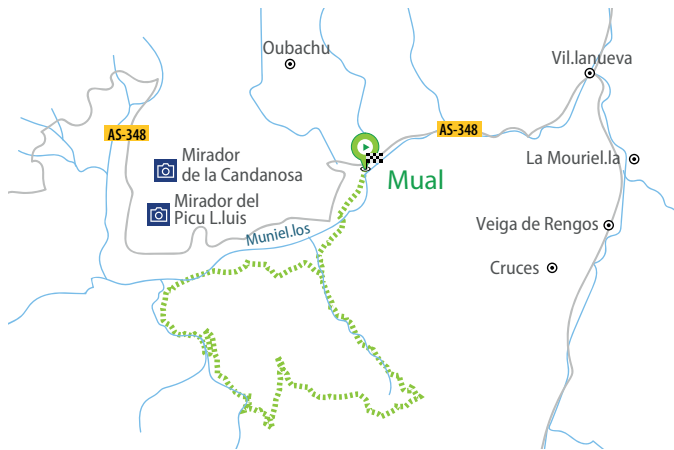 Oubachu
Vil.lanueva
AS-348
AS-348
Mirador
de la Candanosa
La Mouriel.la
Mual
Mirador del
Picu L.luis
Veiga de Rengos
Muniel.los
Cruces